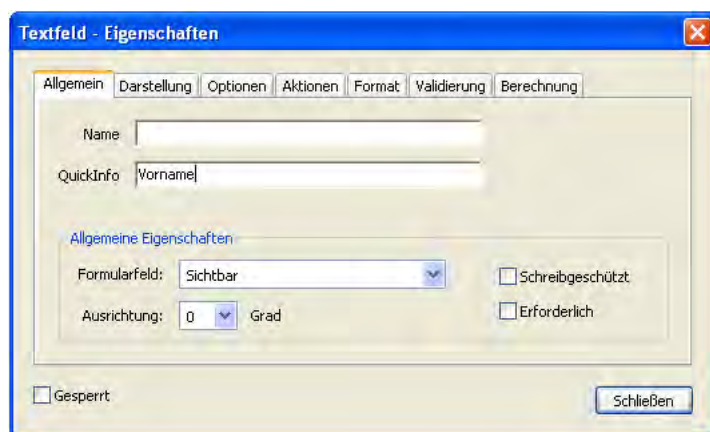 Textfeld - Eigenschaften
Allgemein Darstellung Optionen Aktionen Format Validierung Berechnung
Name
QuickInfo Vorname
Allgemeine Eigenschaften
Formularfeld: Sichtbar Schreibgeschützt
Ausrichtung: 0 Grad Erforderlich
Gesperrt Schließen